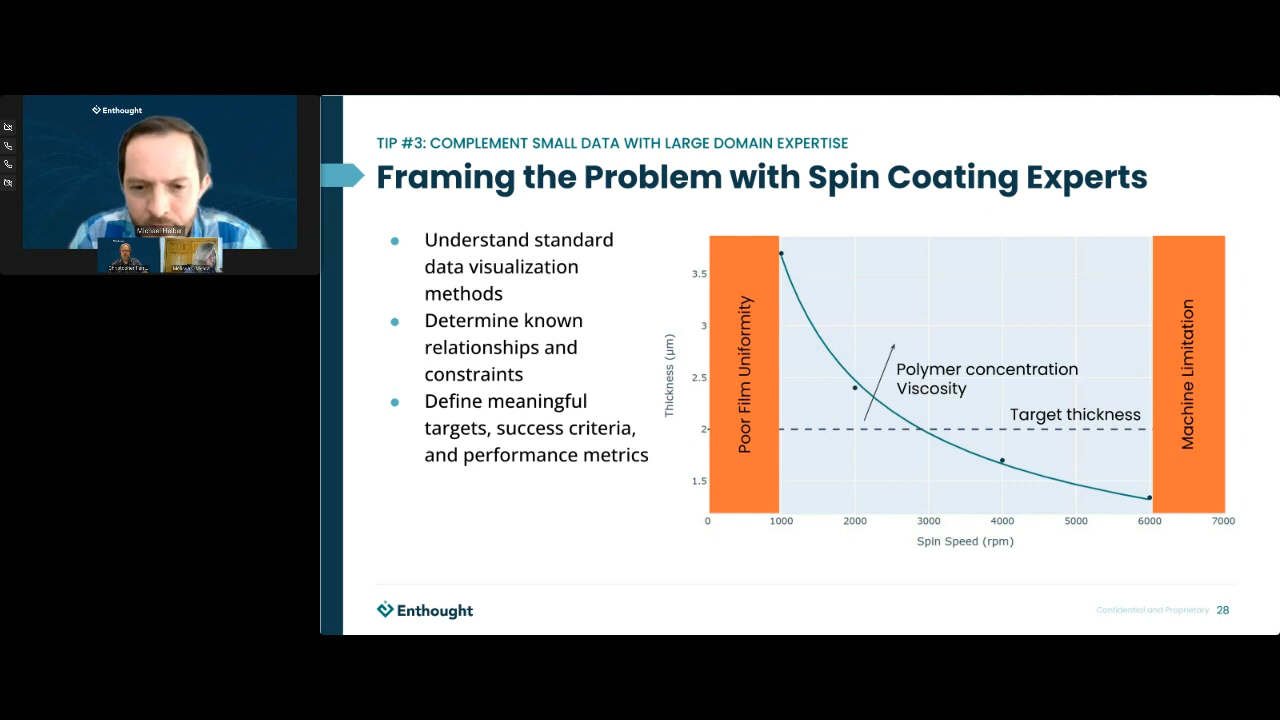 Enthought
Michael Heiber
TIP #3: COMPLEMENT SMALL DATA WITH LARGE DOMAIN EXPERTISE
Framing the Problem with Spin Coating Experts
Understand standard
data visualization
methods
Determine known
relationships and
constraints
Define meaningful
targets, success criteria,
and performance metrics
Thickness (μm)
3.5
3
2.5
2
1.5
Poor Film Uniformity
Polymer concentration
Viscosity
Target thickness
Machine Limitation
0 1000 2000 3000 4000 5000 6000 7000
Spin Speed (rpm)
Enthought
Confidential and Proprietary 28